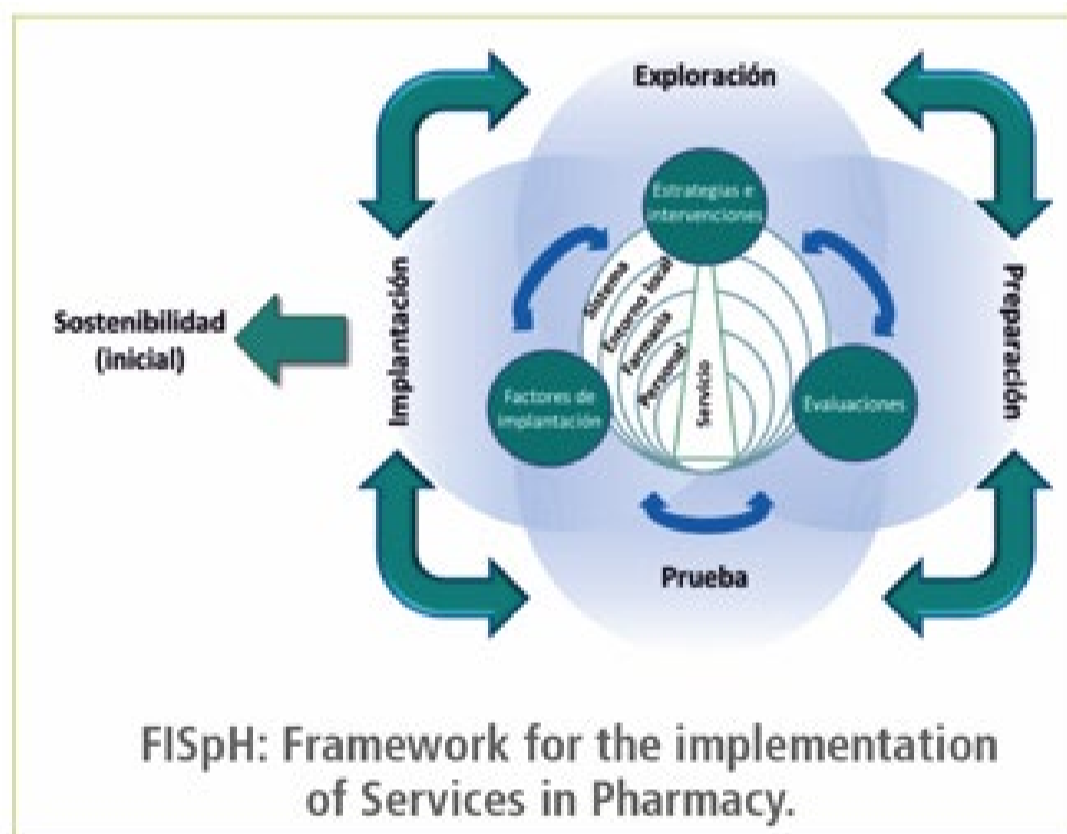 Exploración
Estrategias e
intervenciones
Sistema
Entorno local
Farmacia
Personal
Servicio
Implantación
Preparación
Sostenibilidad
(inicial)
Factores de
implantación
Evaluaciones
Prueba
FISpH: Framework for the implementation
of Services in Pharmacy.